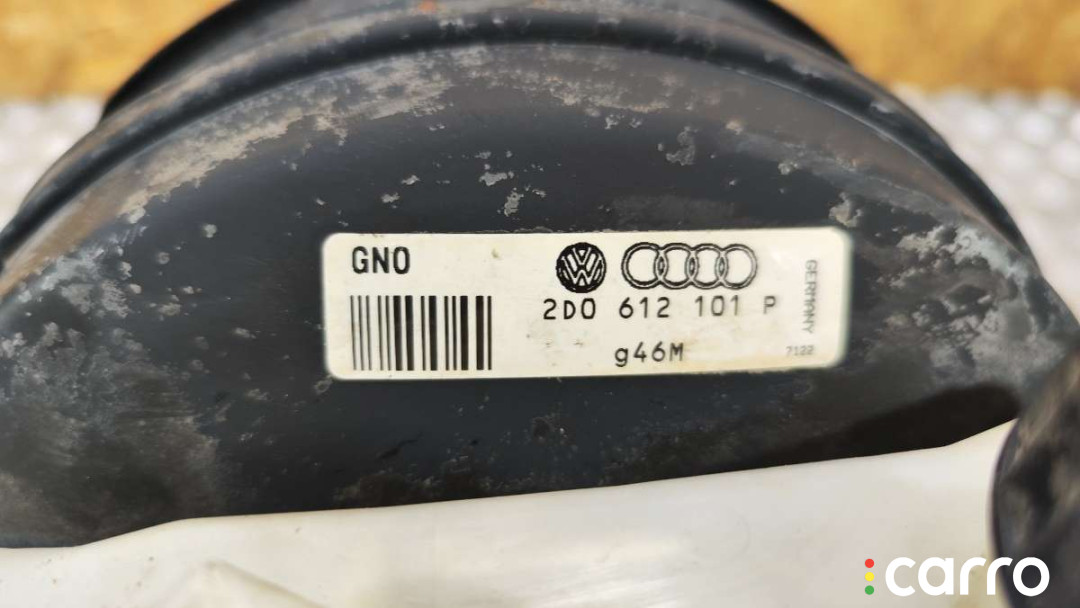 GNO
2D0 612 101 P
g46M
GERMANY
7122
carro